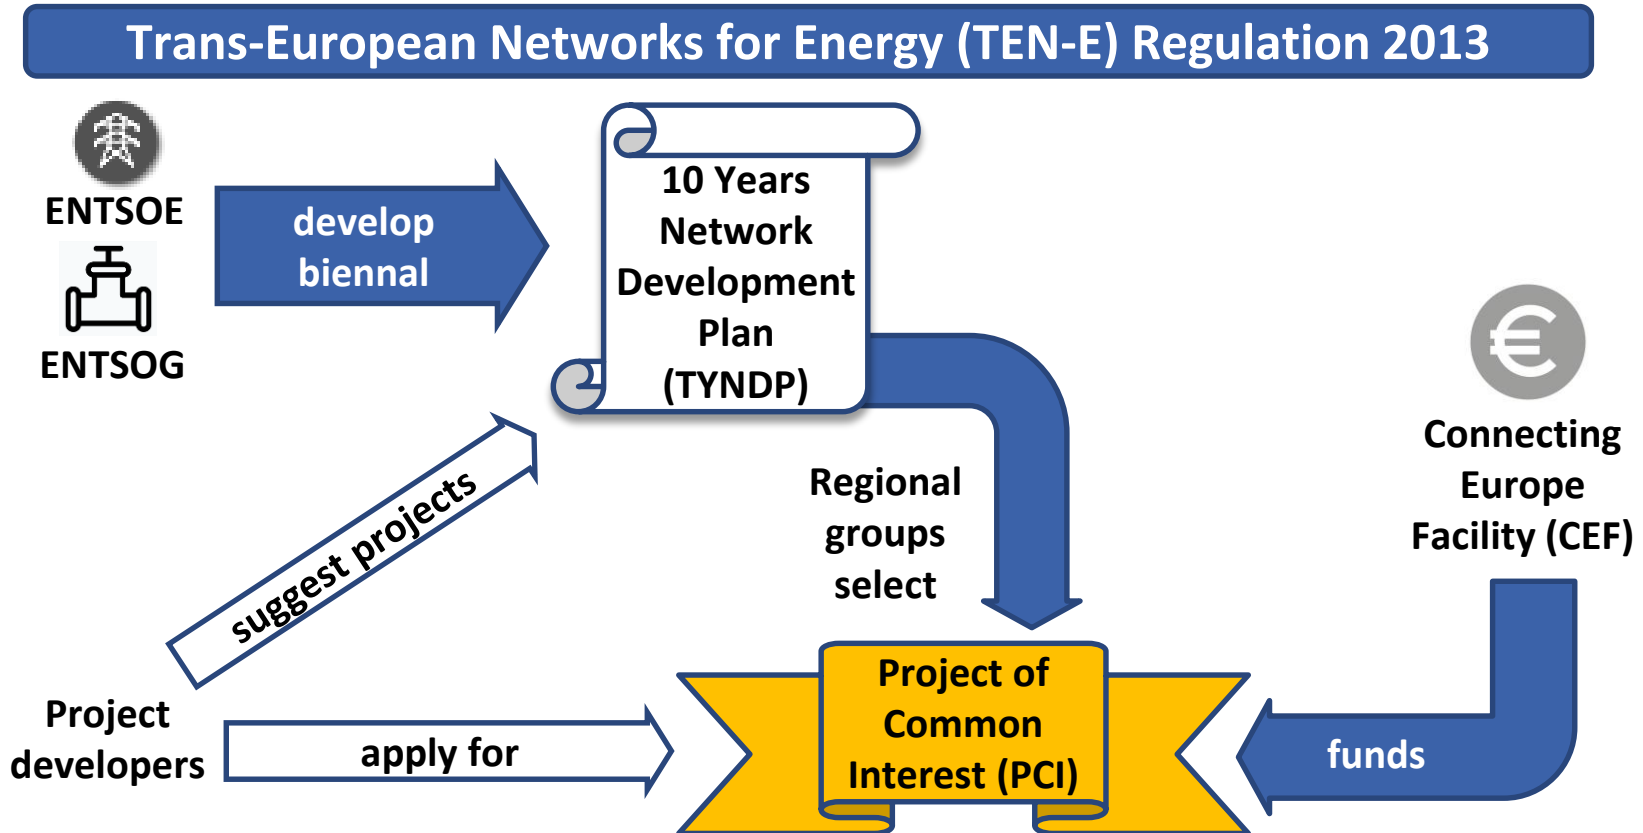 Trans-European Networks for Energy (TEN-E) Regulation 2013
ENTSOE
ENTSOG
develop
biennal
10 Years
Network
Development
Plan
(TYNDP)
suggest projects
Regional
groups
select
Connecting
Europe
Facility (CEF)
Project
developers
apply for
Project of
Common
Interest (PCI)
funds